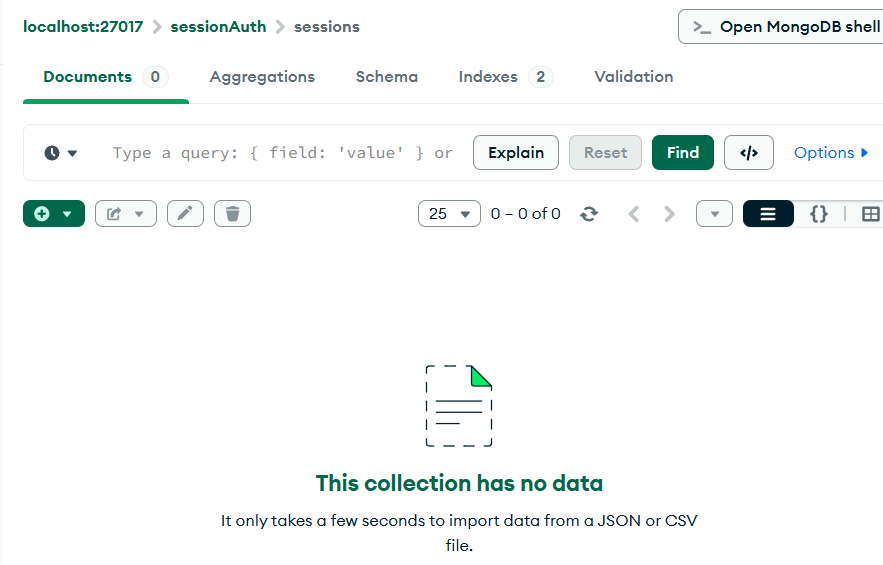 localhost:27017 > sessionAuth > sessions
>_ Open MongoDB shell
Documents 0 Aggregations Schema Indexes 2 Validation
Type a query: { field: 'value' } or Explain Reset Find </> Options
25 0 – 0 of 0 {}
This collection has no data
It only takes a few seconds to import data from a JSON or CSV
file.